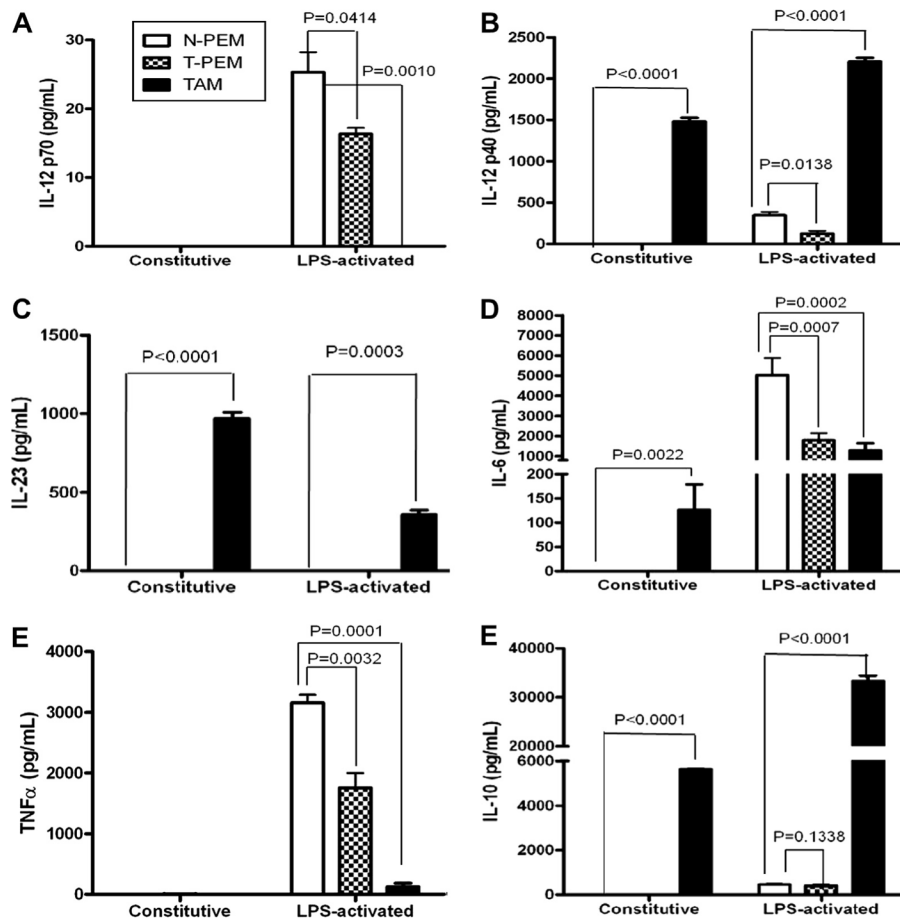 A
N-PEM
T-PEM
TAM
P=0.0414
P=0.0010
IL-12 p70 (pg/mL)
30
20
10
0
Constitutive LPS-activated
B
P<0.0001
P<0.0001
P=0.0138
IL-12 p40 (pg/mL)
2500
2000
1500
1000
500
0
Constitutive LPS-activated
C
P<0.0001
P=0.0003
IL-23 (pg/mL)
1500
1000
500
0
Constitutive LPS-activated
D
P=0.0002
P=0.0007
P=0.0022
IL-6 (pg/mL)
8000
7000
6000
5000
4000
3000
2000
1000
200
150
100
50
0
Constitutive LPS-activated
E
P=0.0001
P=0.0032
TNFα (pg/mL)
4000
3000
2000
1000
0
Constitutive LPS-activated
E
P<0.0001
P<0.0001
P=0.1338
IL-10 (pg/mL)
40000
30000
20000
6000
4000
2000
0
Constitutive LPS-activated